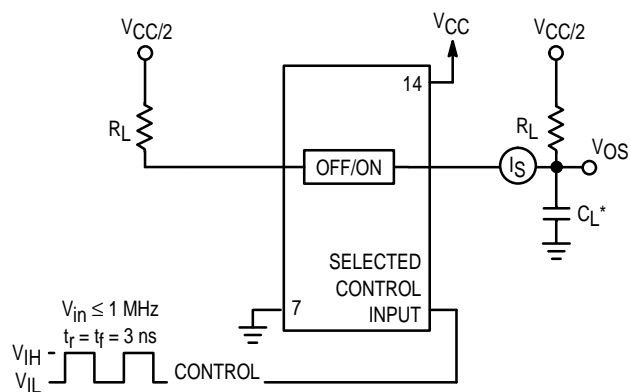 VCC/2
VCC
VCC/2
14
RL
RL
VOS
OFF/ON
IS
CL*
SELECTED
CONTROL
INPUT
7
Vin ≤ 1 MHz
tr = tf = 3 ns
VIH
VIL
CONTROL